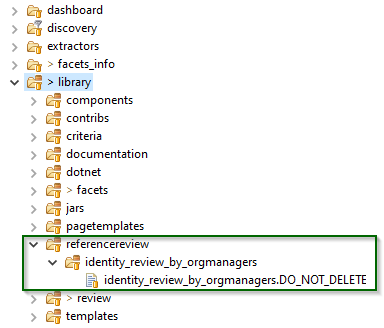 dashboard
discovery
extractors
> facets_info
> library
components
contribs
criteria
documentation
dotnet
> facets
jars
pagetemplates
referencereview
identity_review_by_orgmanagers
identity_review_by_orgmanagers.DO_NOT_DELETE
> review
templates